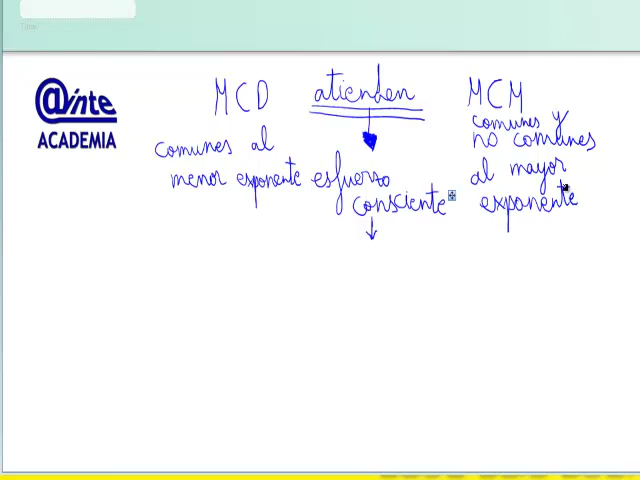 @inte
ACADEMIA
MCD
comunes al
menor exponente
atienden
esfuerzo
consciente
MCM
comunes y
no comunes
al mayor
exponente